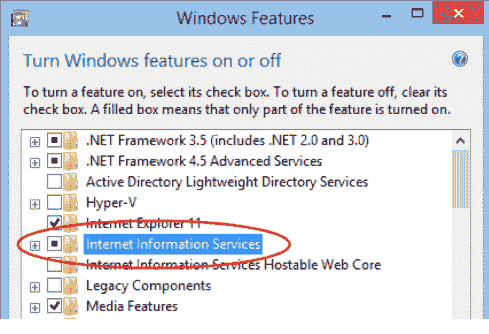 Windows Features
Turn Windows features on or off
To turn a feature on, select its check box. To turn a feature off, clear its
check box. A filled box means that only part of the feature is turned on.
.NET Framework 3.5 (includes .NET 2.0 and 3.0)
.NET Framework 4.5 Advanced Services
Active Directory Lightweight Directory Services
Hyper-V
Internet Explorer 11
Internet Information Services
Internet Information Services Hostable Web Core
Legacy Components
Media Features